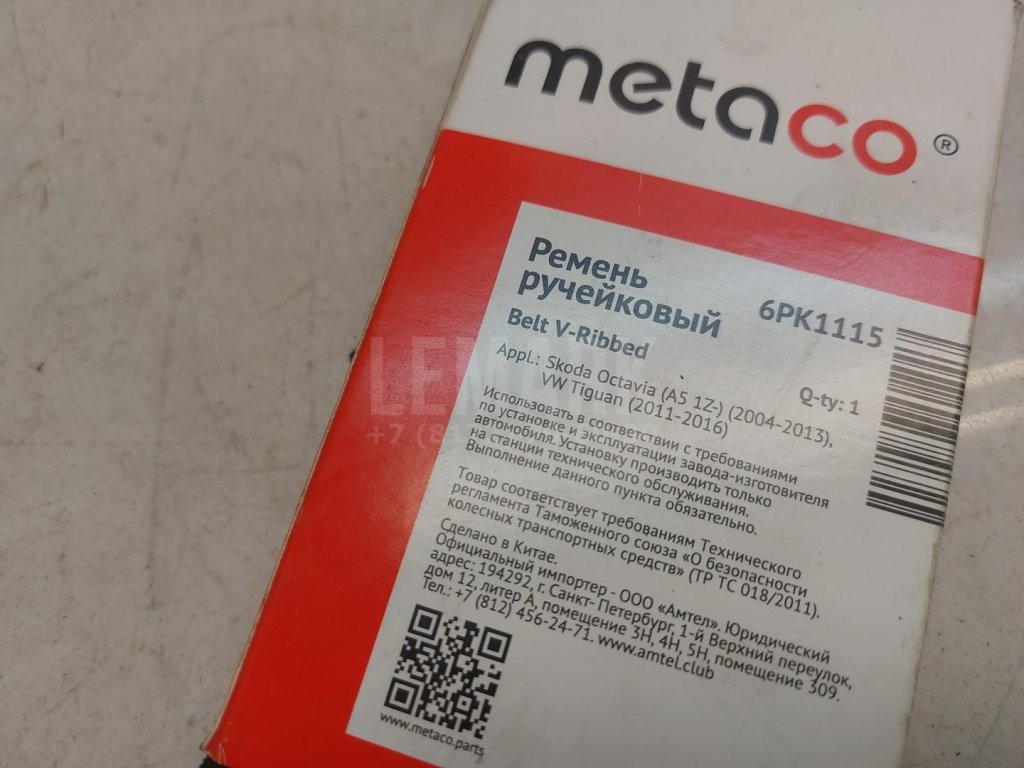 metaco®
Ремень
ручейковый
6PK1115
Belt V-Ribbed
Q-ty: 1
Appl.: Skoda Octavia (A5 1Z-) (2004-2013),
VW Tiguan (2011-2016)
Использовать в соответствии с требованиями
по установке и эксплуатации завода-изготовителя
автомобиля. Установку производить только
на станции технического обслуживания.
Выполнение данного пункта обязательно.
Товар соответствует требованиям Технического
регламента Таможенного союза «О безопасности
колесных транспортных средств» (ТР ТС 018/2011).
Сделано в Китае.
Официальный импортер - ООО «Амтел». Юридический
адрес: 194292, г. Санкт- Петербург, 1-й Верхний переулок,
дом 12, литер А, помещение 3Н, 4Н, 5Н, помещение 309.
Тел.: +7 (812) 456-24-71. www.amtel.club
www.metaco.parts